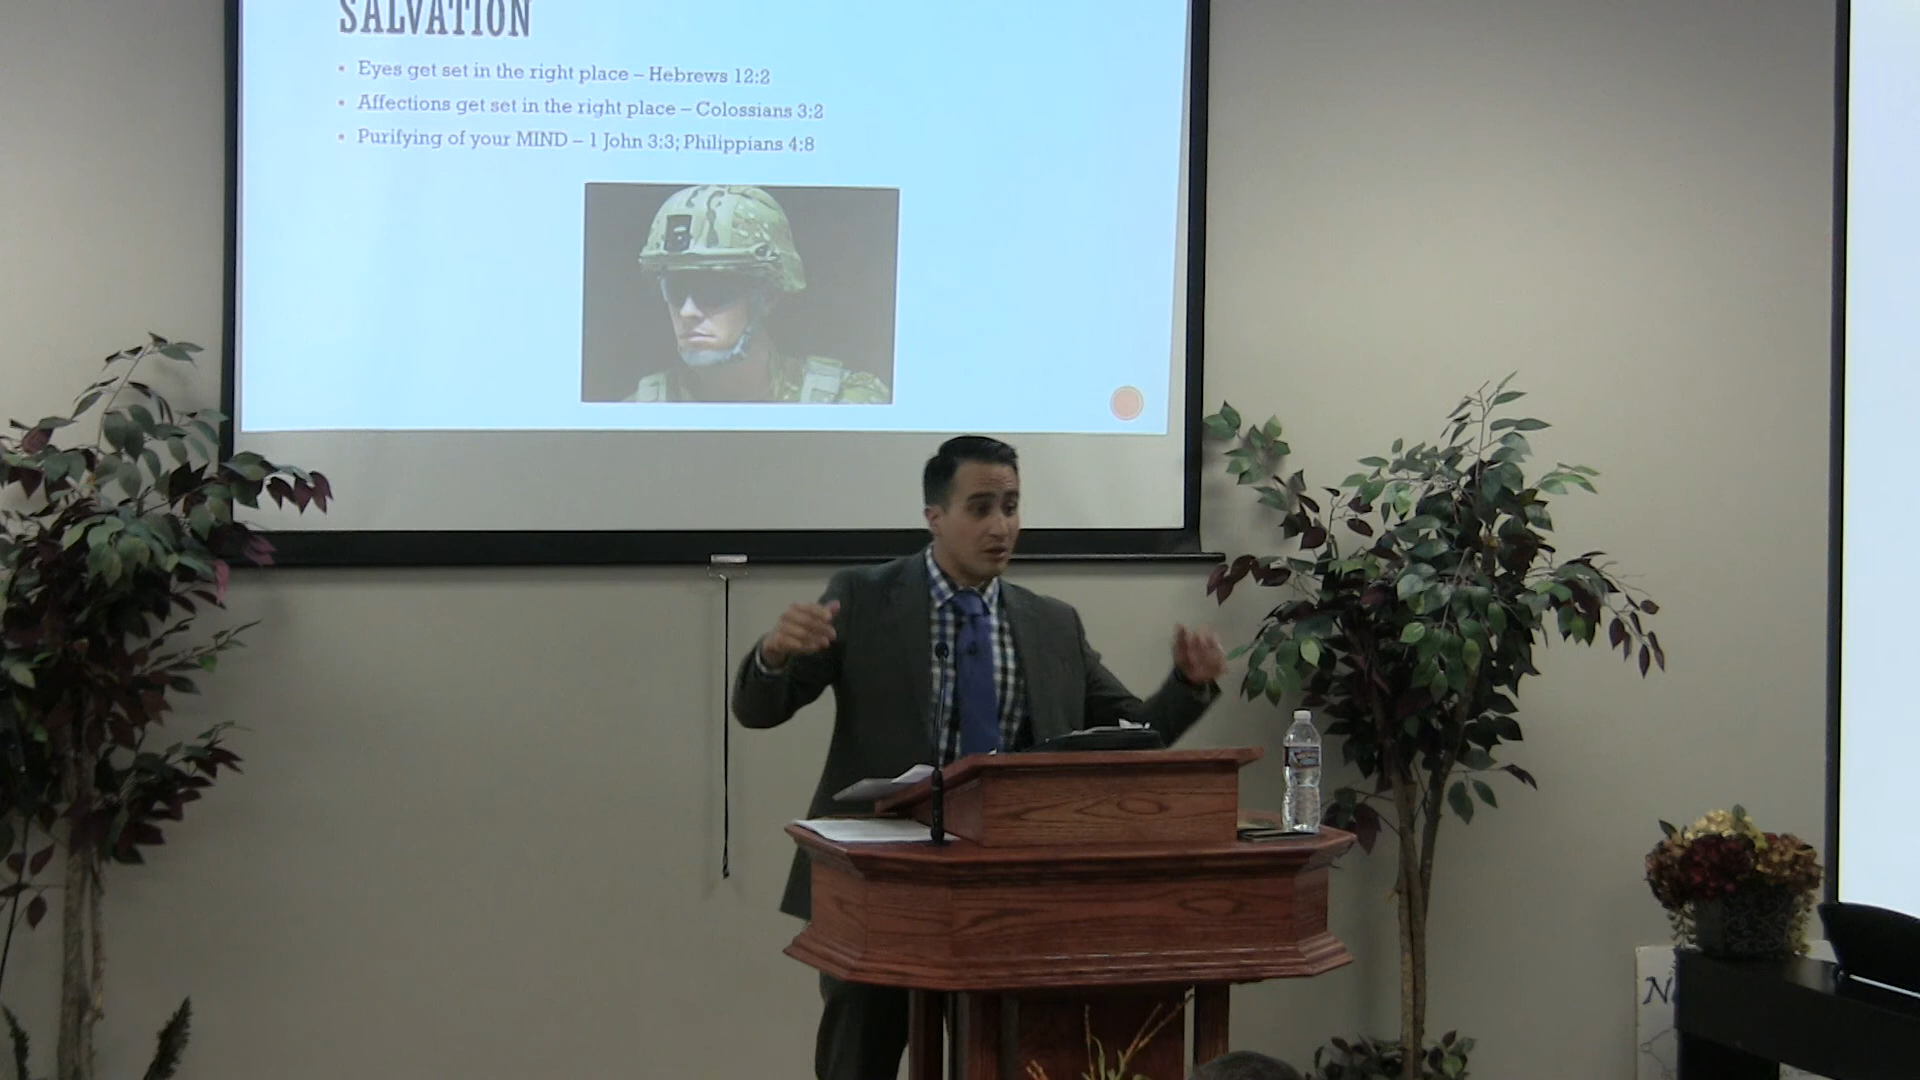 SALVATION
Eyes get set in the right place – Hebrews 12:2
Affections get set in the right place – Colossians 3:2
Purifying of your MIND – 1 John 3:3; Philippians 4:8
N